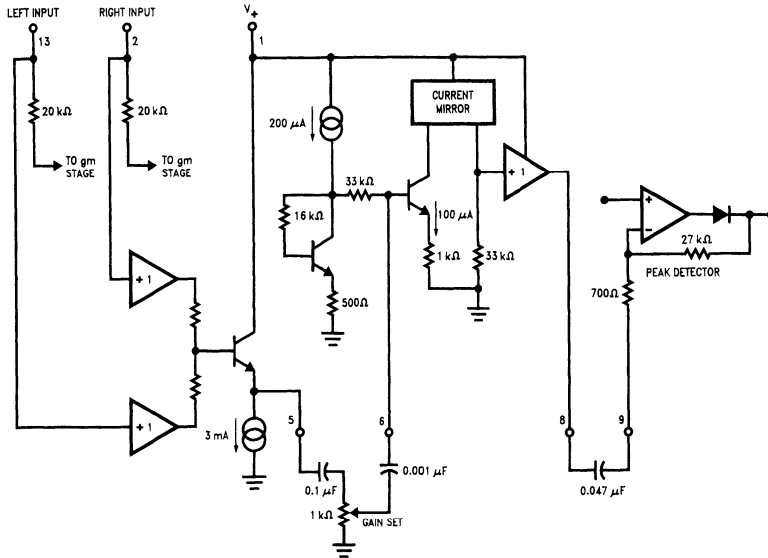 LEFT INPUT
RIGHT INPUT
V+
13
2
1
20 kΩ
20 kΩ
TO gm
STAGE
TO gm
STAGE
200 μA
CURRENT
MIRROR
33 kΩ
+ 1
16 kΩ
100 μA
1 kΩ
33 kΩ
500Ω
+
−
27 kΩ
PEAK DETECTOR
700Ω
+ 1
+ 1
3 mA
5
6
8
9
0.1 μF
0.001 μF
0.047 μF
1 kΩ
GAIN SET